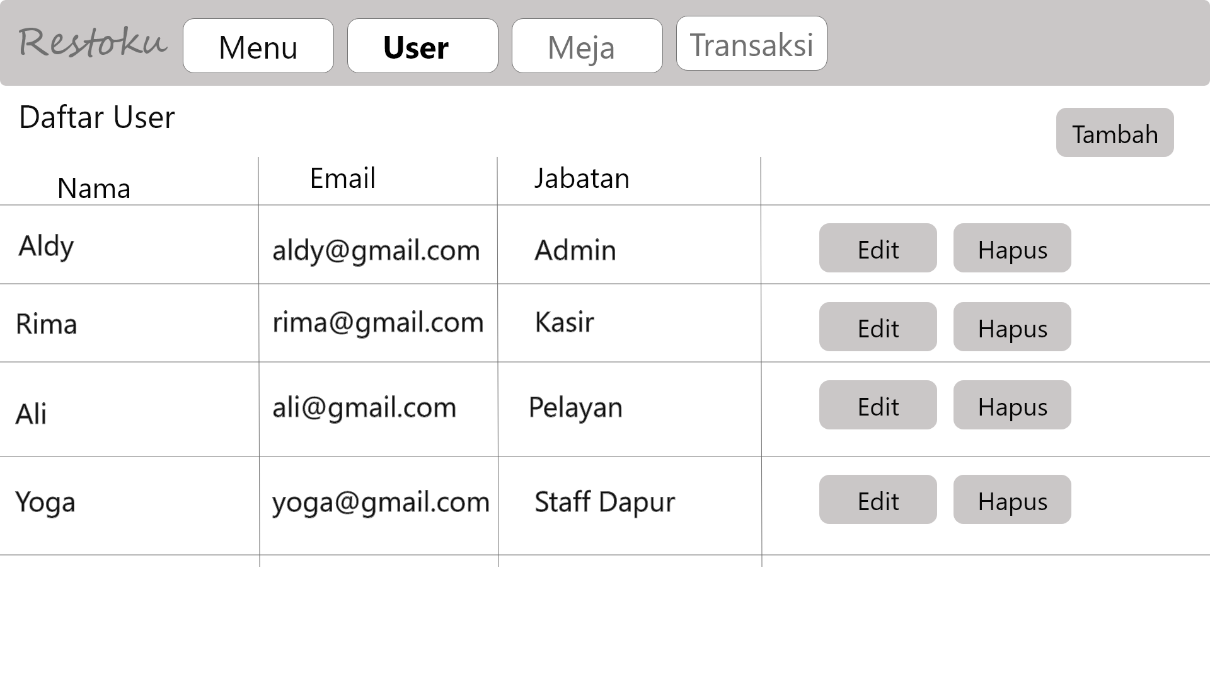 Restoku Menu User Meja Transaksi
Daftar User
Tambah
Nama Email Jabatan
Aldy aldy@gmail.com Admin Edit Hapus
Rima rima@gmail.com Kasir Edit Hapus
Ali ali@gmail.com Pelayan Edit Hapus
Yoga yoga@gmail.com Staff Dapur Edit Hapus